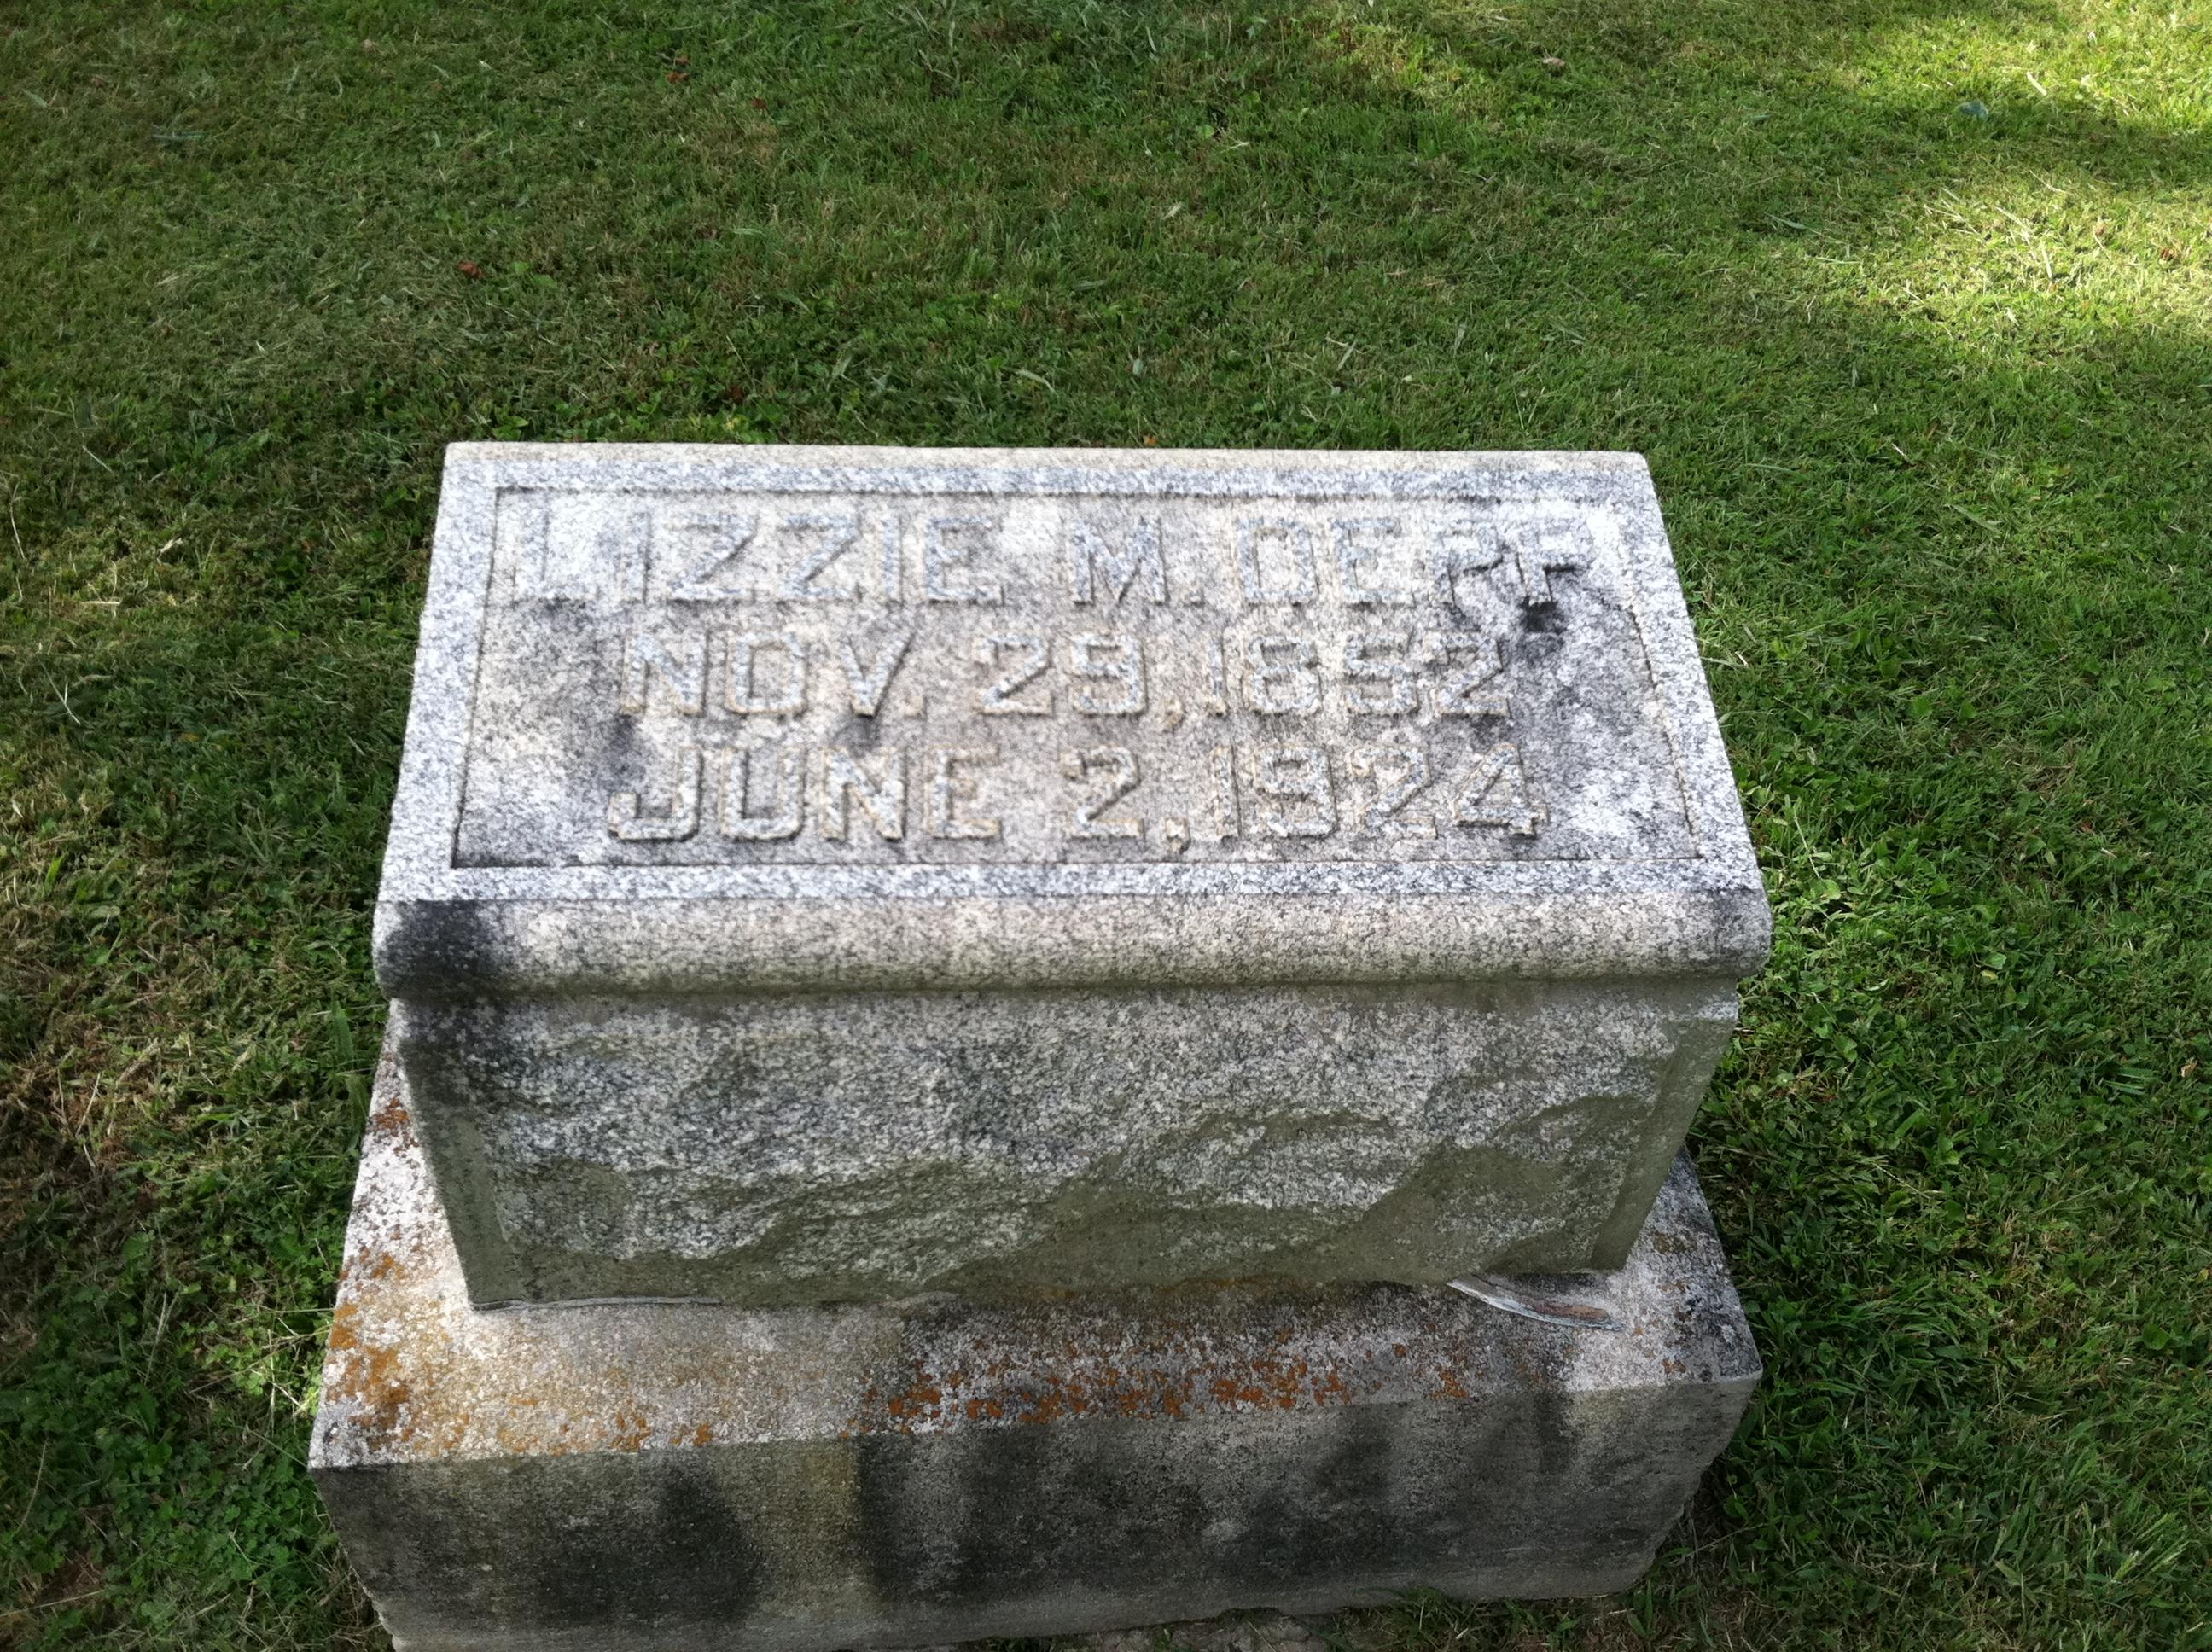 LIZZIE M. DERR
NOV. 29, 1852
JUNE 2, 1924